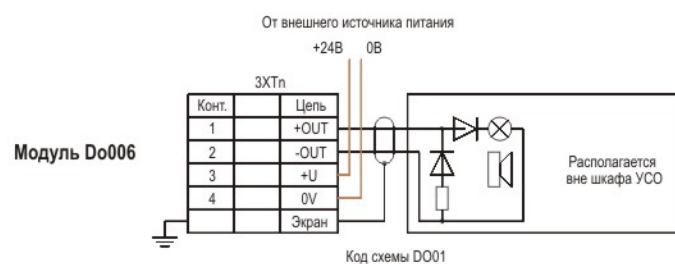 От внешнего источника питания
+24В 0В
3XTn
Конт. Цепь
1 +OUT
2 -OUT
3 +U
4 0V
Экран
Модуль Do006
Располагается
вне шкафа УСО
Код схемы DO01